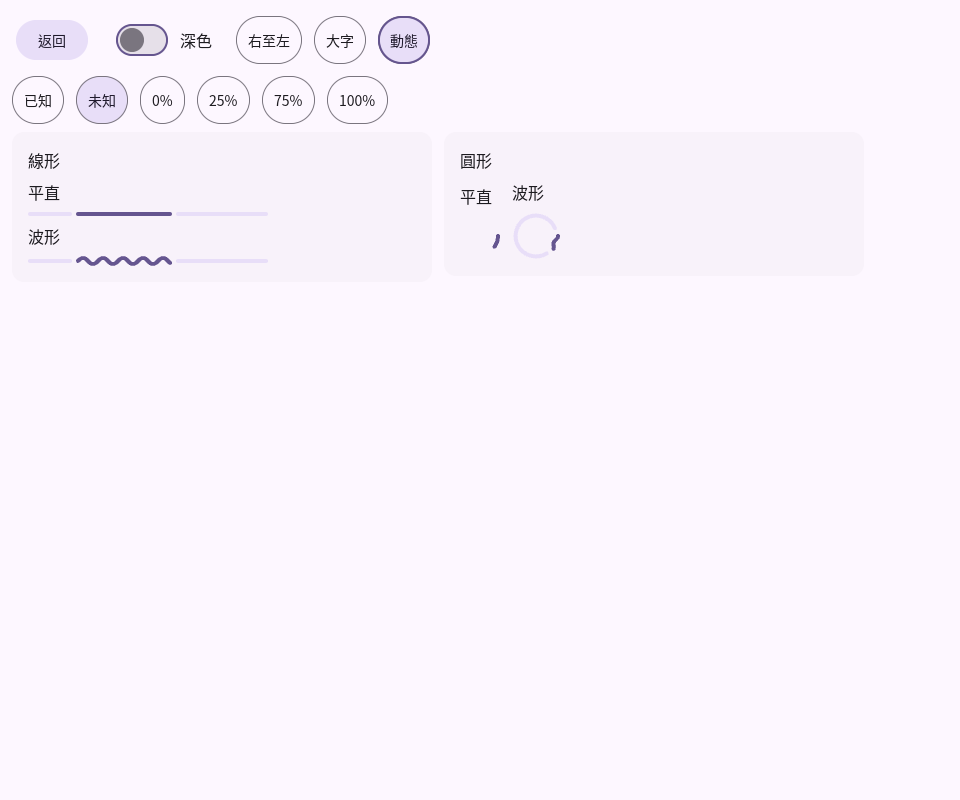 返回 深色 右至左 大字 動態
已知 未知 0% 25% 75% 100%
線形
平直
波形
圓形
平直 波形